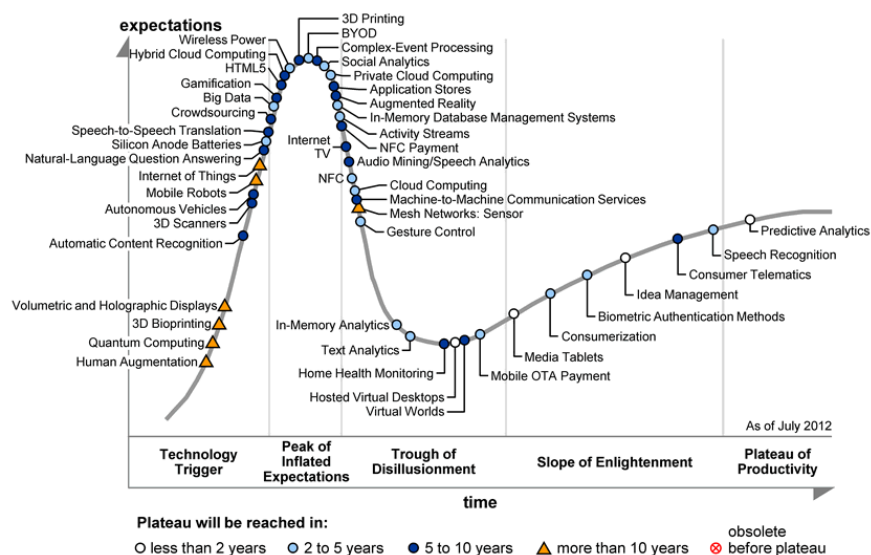 expectations
3D Printing
BYOD
Wireless Power
Complex-Event Processing
Hybrid Cloud Computing
Social Analytics
HTML5
Private Cloud Computing
Gamification
Application Stores
Big Data
Augmented Reality
Crowdsourcing
In-Memory Database Management Systems
Speech-to-Speech Translation
Activity Streams
Silicon Anode Batteries
Internet
TV
NFC Payment
Natural-Language Question Answering
Audio Mining/Speech Analytics
Internet of Things
NFC
Mobile Robots
Cloud Computing
Autonomous Vehicles
Machine-to-Machine Communication Services
3D Scanners
Mesh Networks: Sensor
Automatic Content Recognition
Gesture Control
Predictive Analytics
Speech Recognition
Consumer Telematics
Idea Management
Volumetric and Holographic Displays
Biometric Authentication Methods
3D Bioprinting
In-Memory Analytics
Consumerization
Quantum Computing
Text Analytics
Media Tablets
Human Augmentation
Home Health Monitoring
Mobile OTA Payment
Hosted Virtual Desktops
Virtual Worlds
As of July 2012
Technology
Trigger
Peak of
Inflated
Expectations
Trough of
Disillusionment
Slope of Enlightenment
Plateau of
Productivity
time
Plateau will be reached in:
less than 2 years
2 to 5 years
5 to 10 years
more than 10 years
obsolete
before plateau